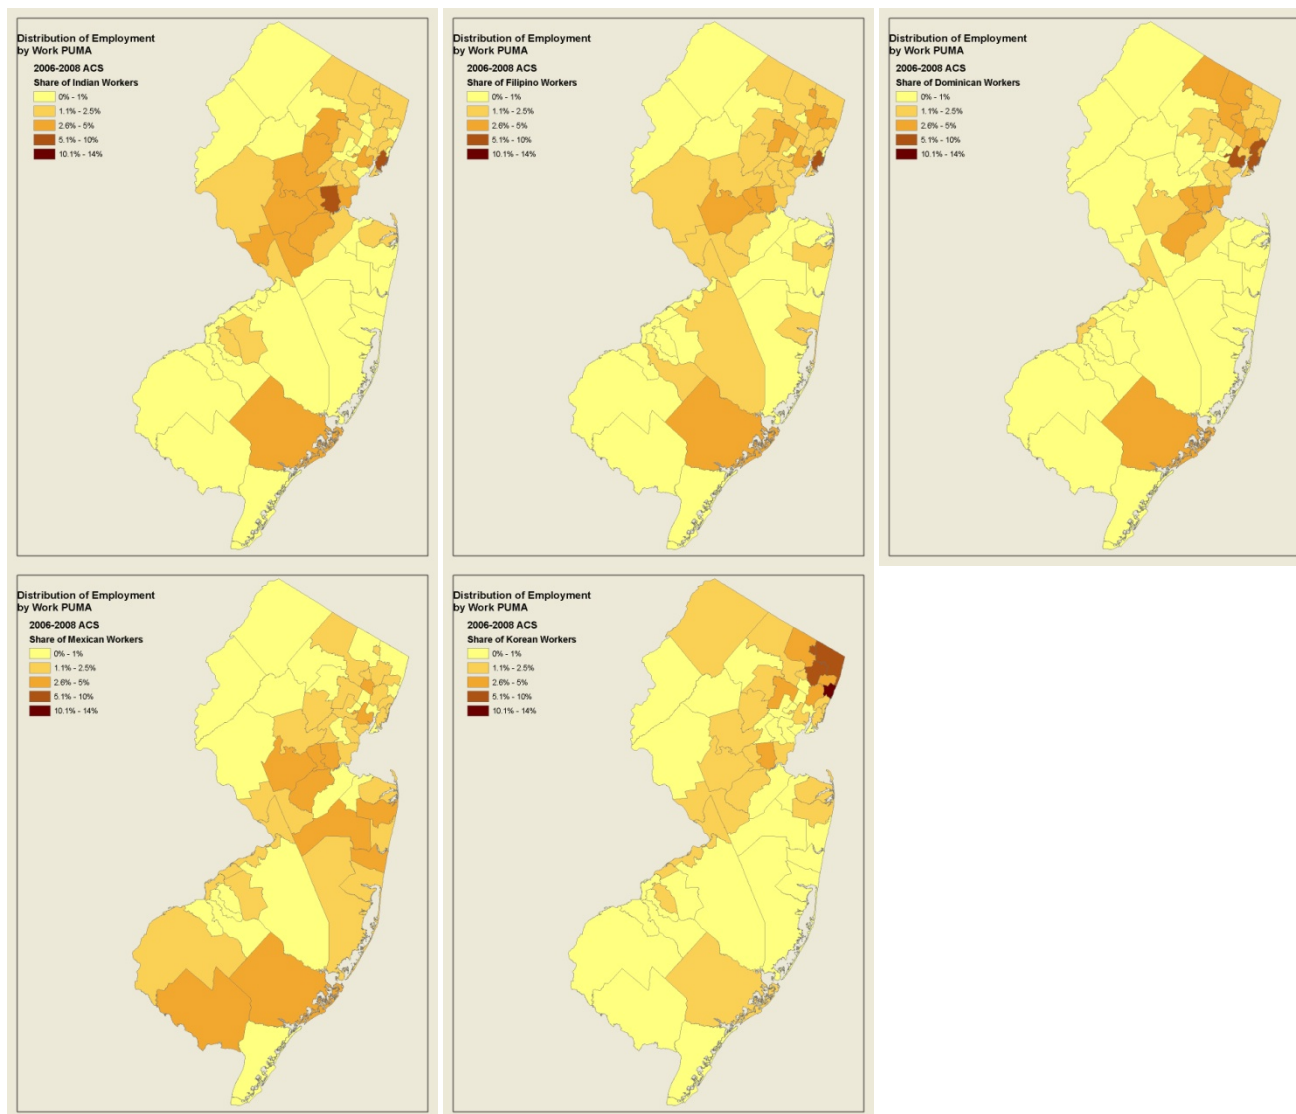 Distribution of Employment
by Work PUMA
2006-2008 ACS
Share of Indian Workers
0% - 1%
1.1% - 2.5%
2.6% - 5%
5.1% - 10%
10.1% - 14%
Distribution of Employment
by Work PUMA
2006-2008 ACS
Share of Filipino Workers
0% - 1%
1.1% - 2.5%
2.6% - 5%
5.1% - 10%
10.1% - 14%
Distribution of Employment
by Work PUMA
2006-2008 ACS
Share of Dominican Workers
0% - 1%
1.1% - 2.5%
2.6% - 5%
5.1% - 10%
10.1% - 14%
Distribution of Employment
by Work PUMA
2006-2008 ACS
Share of Mexican Workers
0% - 1%
1.1% - 2.5%
2.6% - 5%
5.1% - 10%
10.1% - 14%
Distribution of Employment
by Work PUMA
2006-2008 ACS
Share of Korean Workers
0% - 1%
1.1% - 2.5%
2.6% - 5%
5.1% - 10%
10.1% - 14%